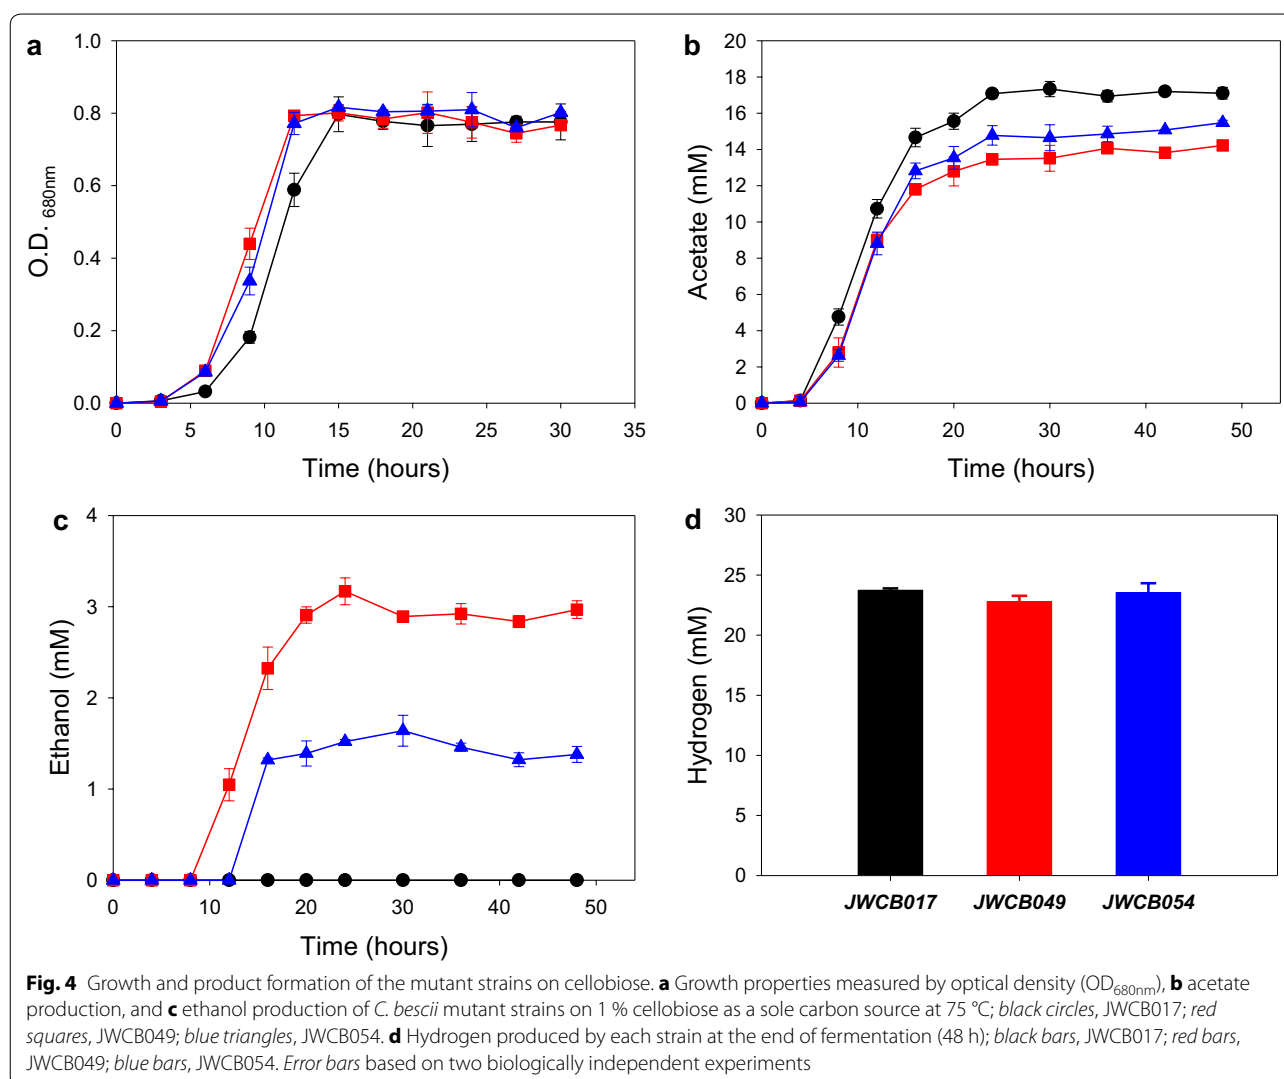 a
1.0
0.8
0.6
0.4
0.2
0.0
O.D. 680nm
0 5 10 15 20 25 30 35
Time (hours)
b
20
18
16
14
12
10
8
6
4
2
0
Acetate (mM)
0 10 20 30 40 50
Time (hours)
c
4
3
2
1
0
Ethanol (mM)
0 10 20 30 40 50
Time (hours)
d
30
25
20
15
10
5
0
Hydrogen (mM)
JWCB017 JWCB049 JWCB054
Fig. 4 Growth and product formation of the mutant strains on cellobiose. a Growth properties measured by optical density (OD680nm), b acetate
production, and c ethanol production of C. bescii mutant strains on 1 % cellobiose as a sole carbon source at 75 °C; black circles, JWCB017; red
squares, JWCB049; blue triangles, JWCB054. d Hydrogen produced by each strain at the end of fermentation (48 h); black bars, JWCB017; red bars,
JWCB049; blue bars, JWCB054. Error bars based on two biologically independent experiments